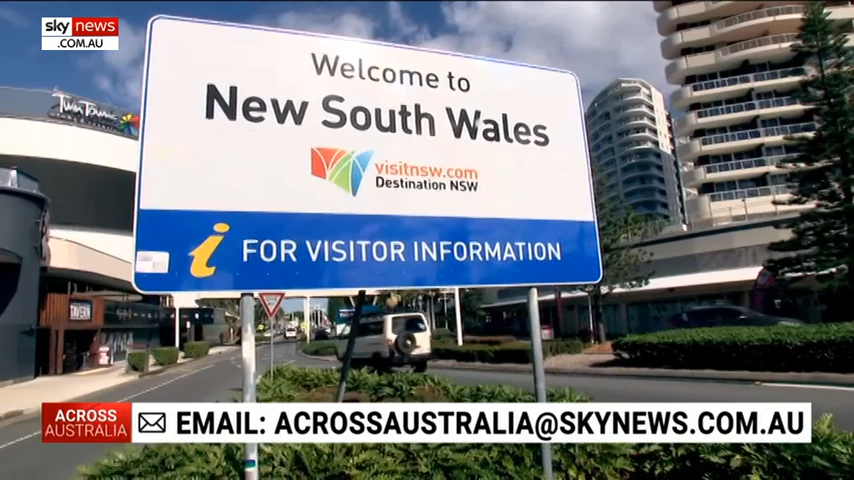 sky news
.COM.AU
Twin Towns
Welcome to
New South Wales
visitnsw.com
Destination NSW
i FOR VISITOR INFORMATION
TAVERN
ACROSS
AUSTRALIA
EMAIL: ACROSSAUSTRALIA@SKYNEWS.COM.AU